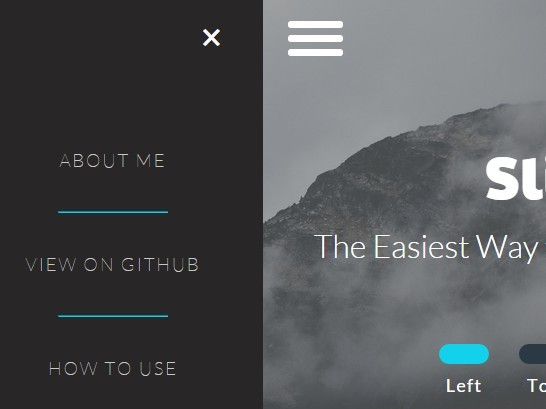 ABOUT ME
VIEW ON GITHUB
HOW TO USE
The Easiest Way
Left